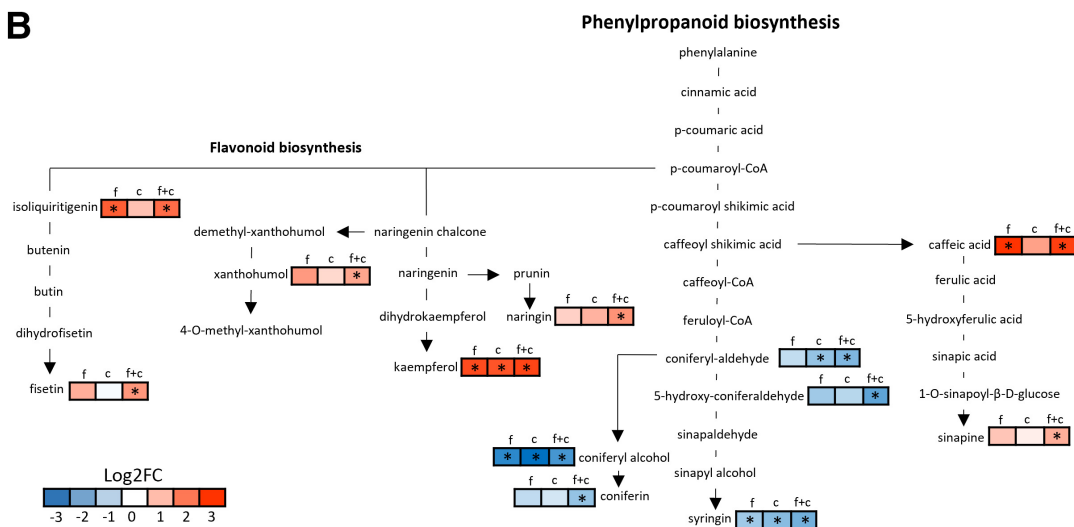 B
Phenylpropanoid biosynthesis
phenylalanine
cinnamic acid
p-coumaric acid
Flavonoid biosynthesis
p-coumaroyl-CoA
f c f+c
isoliquiritigenin * *
p-coumaroyl shikimic acid
demethyl-xanthohumol naringenin chalcone
caffeoyl shikimic acid
f c f+c
caffeic acid * *
butenin
f c f+c
xanthohumol *
naringenin prunin
caffeoyl-CoA
ferulic acid
butin
dihydrokaempferol
f c f+c
naringin *
feruloyl-CoA
5-hydroxyferulic acid
dihydrofisetin
4-O-methyl-xanthohumol
f c f+c
kaempferol * * *
f c f+c
coniferyl-aldehyde * *
sinapic acid
f c f+c
fisetin *
f c f+c
5-hydroxy-coniferaldehyde *
1-O-sinapoyl-β-D-glucose
sinapaldehyde
f c f+c
sinapine *
f c f+c
* * * coniferyl alcohol
sinapyl alcohol
f c f+c
* coniferin
f c f+c
syringin * * *
Log2FC
-3 -2 -1 0 1 2 3